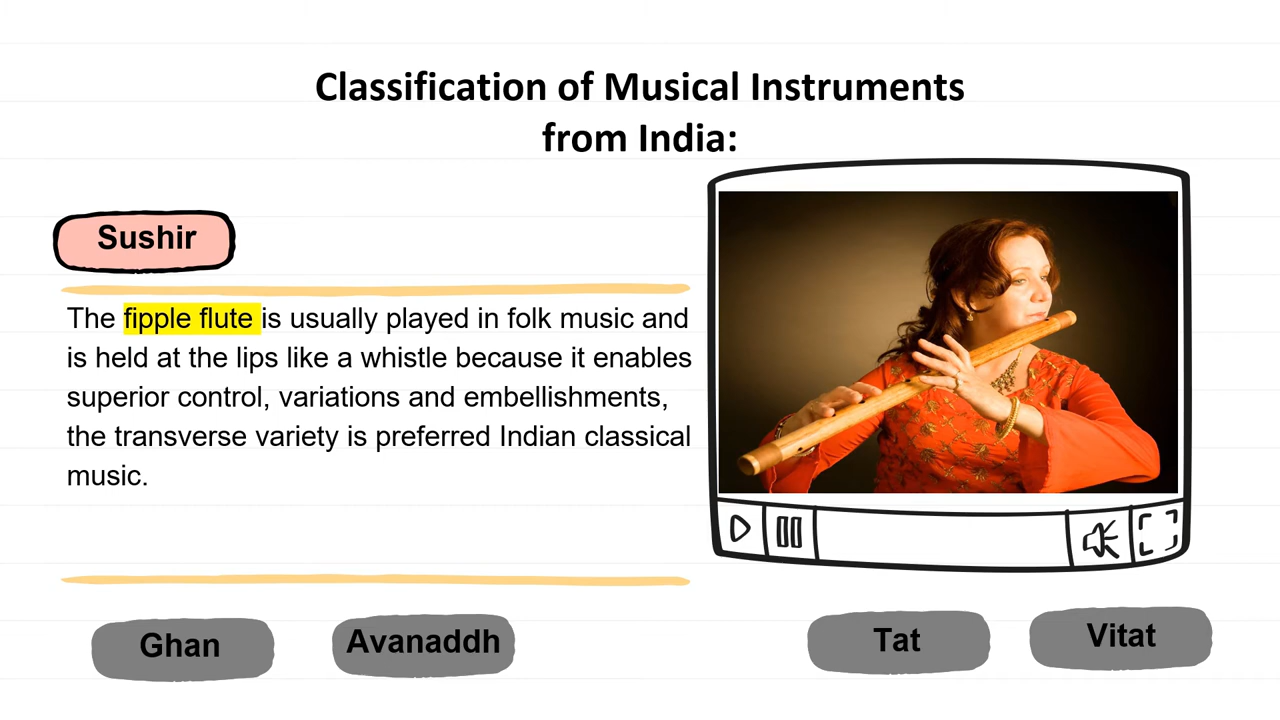 Classification of Musical Instruments
from India:
Sushir
The fipple flute is usually played in folk music and
is held at the lips like a whistle because it enables
superior control, variations and embellishments,
the transverse variety is preferred Indian classical
music.
Ghan
Avanaddh
Tat
Vitat